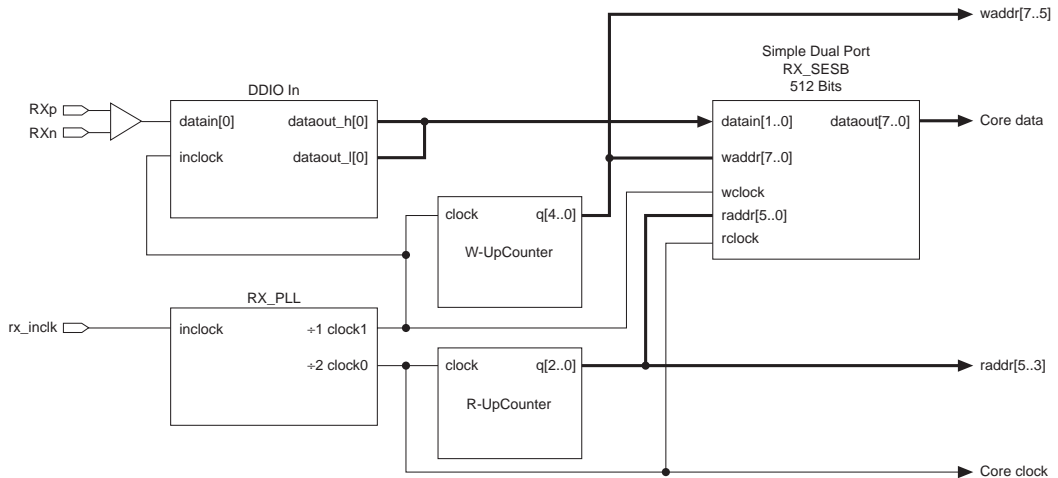 waddr[7..5]
Simple Dual Port
RX_SESB
512 Bits
DDIO In
RXp
RXn
datain[0]
dataout_h[0]
inclock
dataout_l[0]
datain[1..0]
dataout[7..0]
Core data
waddr[7..0]
wclock
raddr[5..0]
rclock
clock
q[4..0]
W-UpCounter
RX_PLL
rx_inclk
inclock
÷1 clock1
÷2 clock0
clock
q[2..0]
R-UpCounter
raddr[5..3]
Core clock